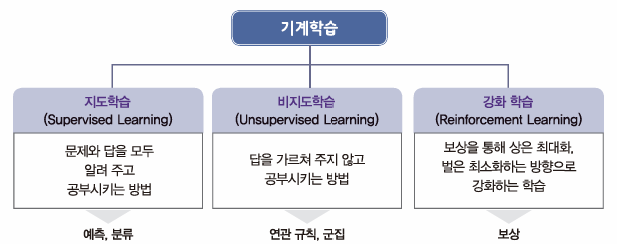 기계학습
지도학습
(Supervised Learning)
문제와 답을 모두
알려 주고
공부시키는 방법
예측, 분류
비지도학습
(Unsupervised Learning)
답을 가르쳐 주지 않고
공부시키는 방법
연관 규칙, 군집
강화 학습
(Reinforcement Learning)
보상을 통해 상은 최대화,
벌은 최소화하는 방향으로
강화하는 학습
보상